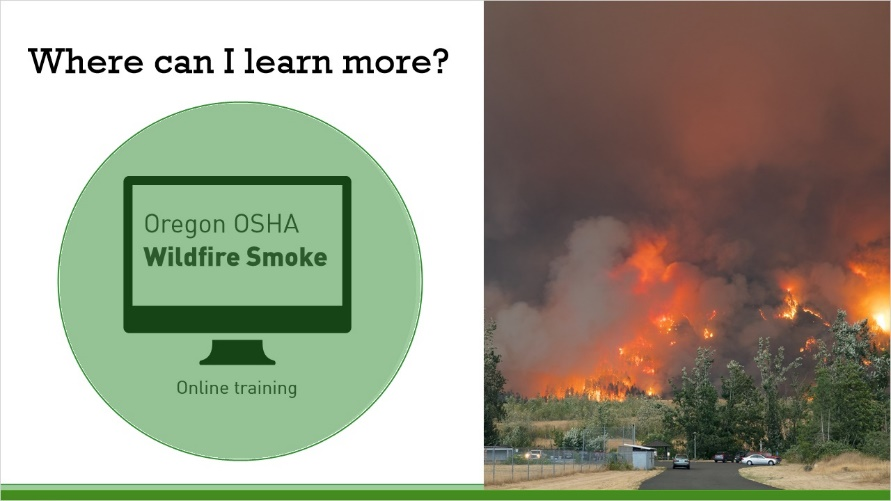 Where can I learn more?
Oregon OSHA
Wildfire Smoke
Online training